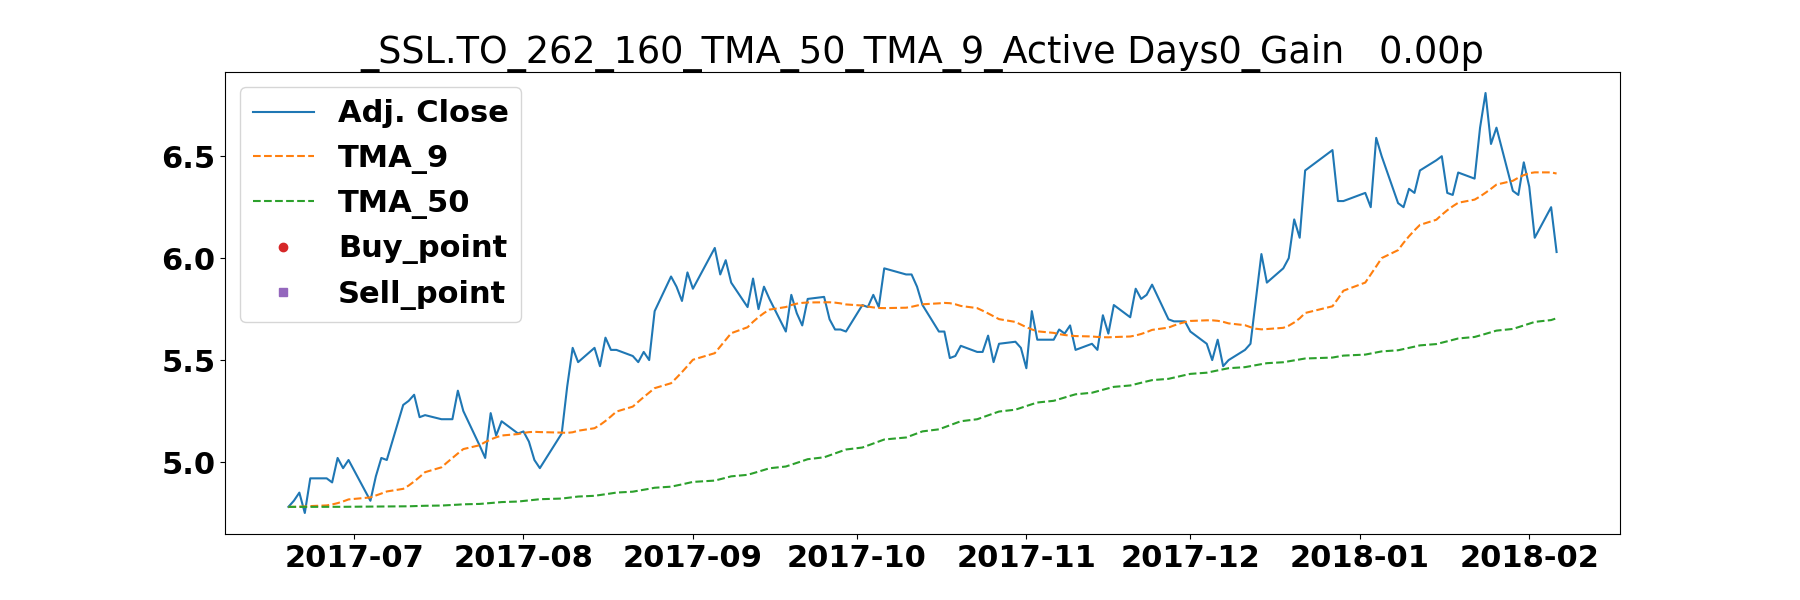 _SSL.TO_262_160_TMA_50_TMA_9_Active Days0_Gain   0.00p
Adj. Close
TMA_9
TMA_50
Buy_point
Sell_point
6.5
6.0
5.5
5.0
2017-07 2017-08 2017-09 2017-10 2017-11 2017-12 2018-01 2018-02